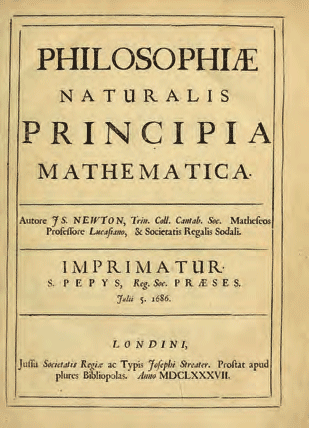 PHILOSOPHIÆ
NATURALIS
PRINCIPIA
MATHEMATICA.
Autore JS. NEWTON, Trin. Coll. Cantab. Soc. Matheseos
Professore Lucasiano, & Societatis Regalis Sodali.
IMPRIMATUR.
S. PEPYS, Reg. Soc. PRÆSES.
Julii 5. 1686.
LONDINI,
Jussu Societatis Regiæ ac Typis Josephi Streater. Prostat apud
plures Bibliopolas. Anno MDCLXXXVII.